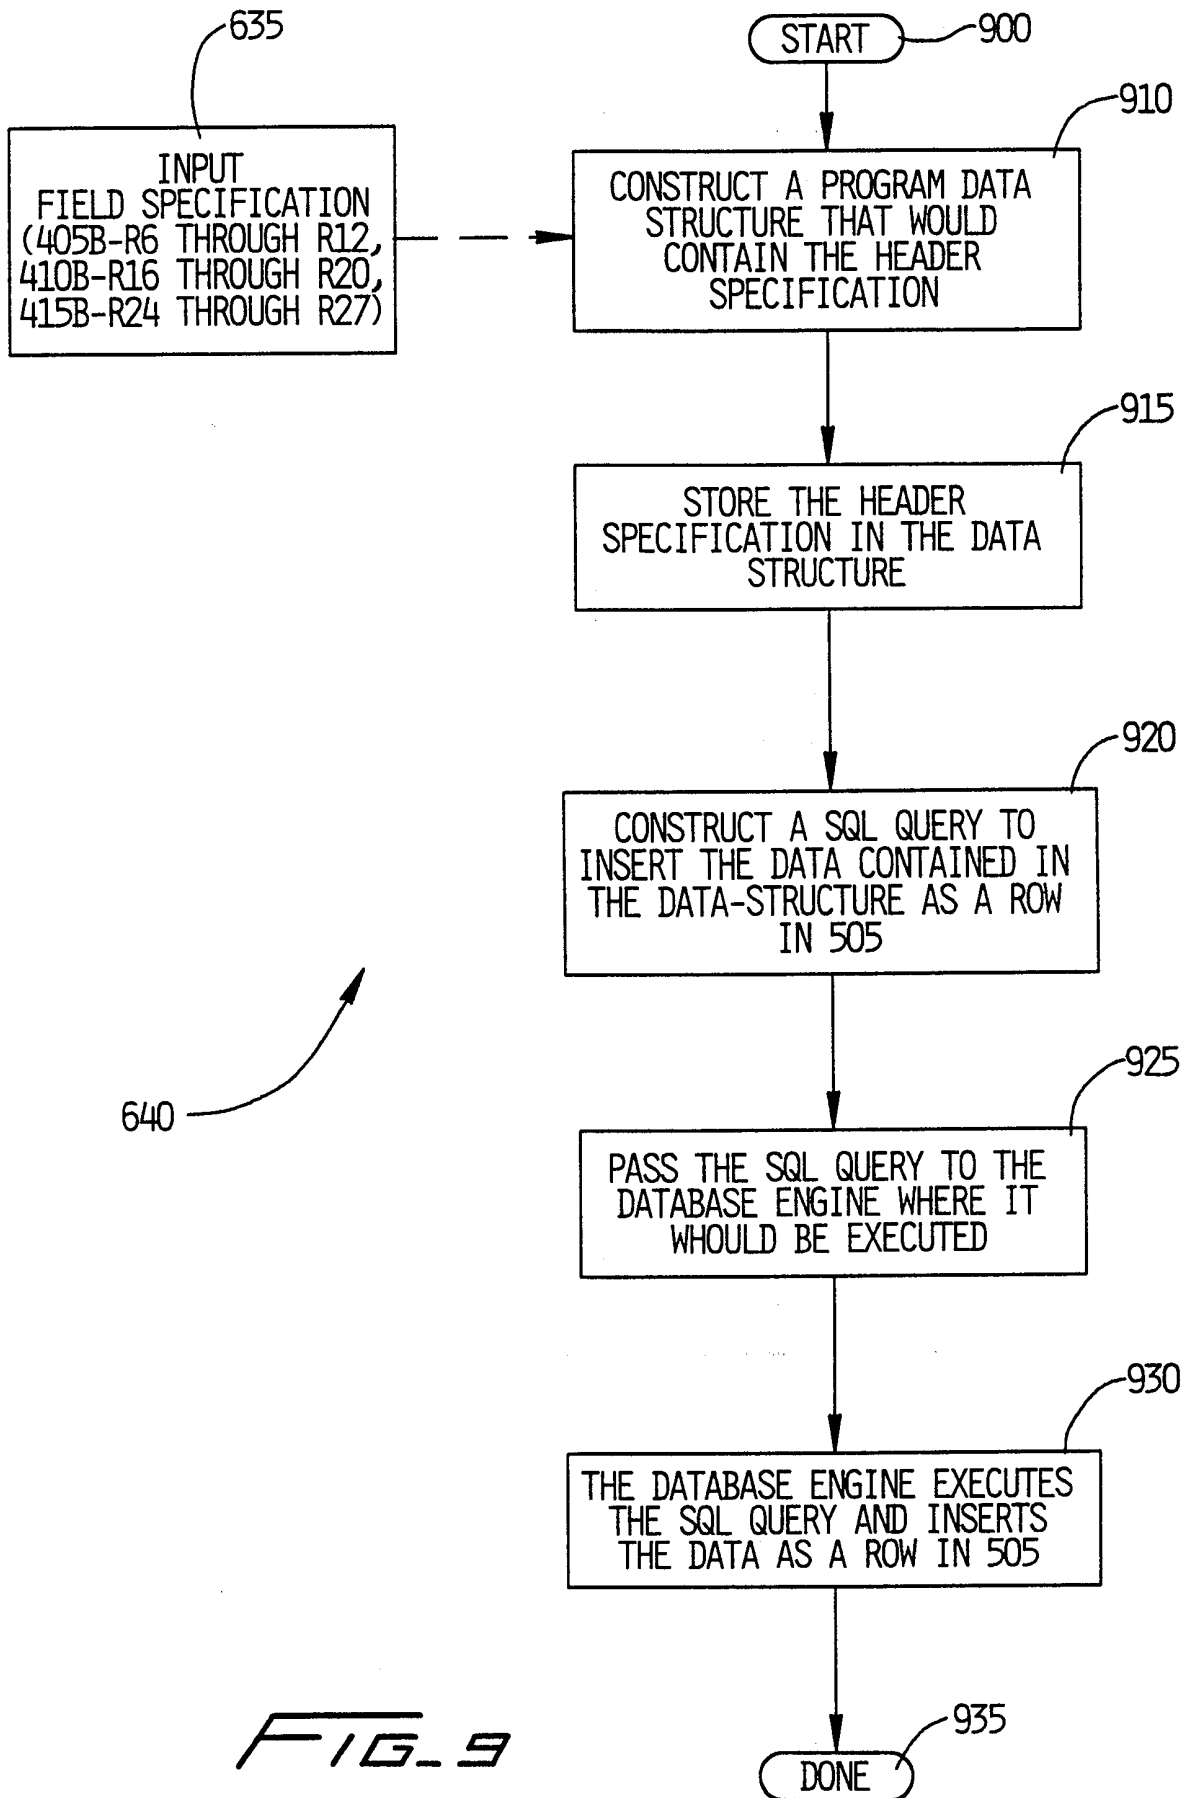 635
START
900
910
INPUT
FIELD SPECIFICATION
(405B-R6 THROUGH R12,
410B-R16 THROUGH R20,
415B-R24 THROUGH R27)
CONSTRUCT A PROGRAM DATA
STRUCTURE THAT WOULD
CONTAIN THE HEADER
SPECIFICATION
915
STORE THE HEADER
SPECIFICATION IN THE DATA
STRUCTURE
920
CONSTRUCT A SQL QUERY TO
INSERT THE DATA CONTAINED IN
THE DATA-STRUCTURE AS A ROW
IN 505
640
925
PASS THE SQL QUERY TO THE
DATABASE ENGINE WHERE IT
WHOULD BE EXECUTED
930
THE DATABASE ENGINE EXECUTES
THE SQL QUERY AND INSERTS
THE DATA AS A ROW IN 505
935
DONE
FIG_9